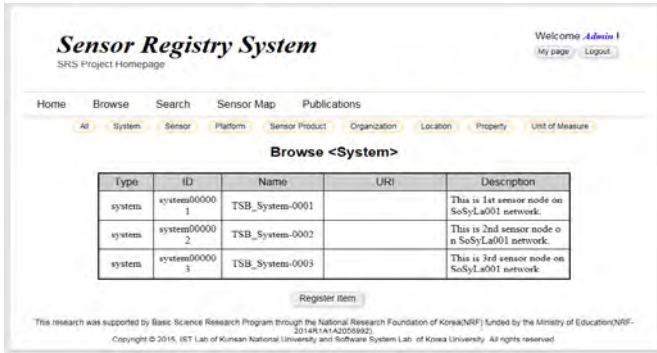 Sensor Registry System
SRS Project Homepage
Welcome Admin !
My page Logout
Home Browse Search Sensor Map Publications
All System Sensor Platform Sensor Product Organization Location Property Unit of Measure
Browse <System>
Type ID Name URI Description
system system00000 1 TSB_System-0001 This is 1st sensor node on
SoSyLa001 network.
system system00000 2 TSB_System-0002 This is 2nd sensor node o
n SoSyLa001 network.
system system00000 3 TSB_System-0003 This is 3rd sensor node on
SoSyLa001 network.
Register Item
This research was supported by Basic Science Research Program through the National Research Foundation of Korea(NRF) funded by the Ministry of Education(NRF-
2014R1A1A2058992).
Copyright © 2015, IST Lab of Kunsan National University and Software System Lab. of Korea University. All rights reserved